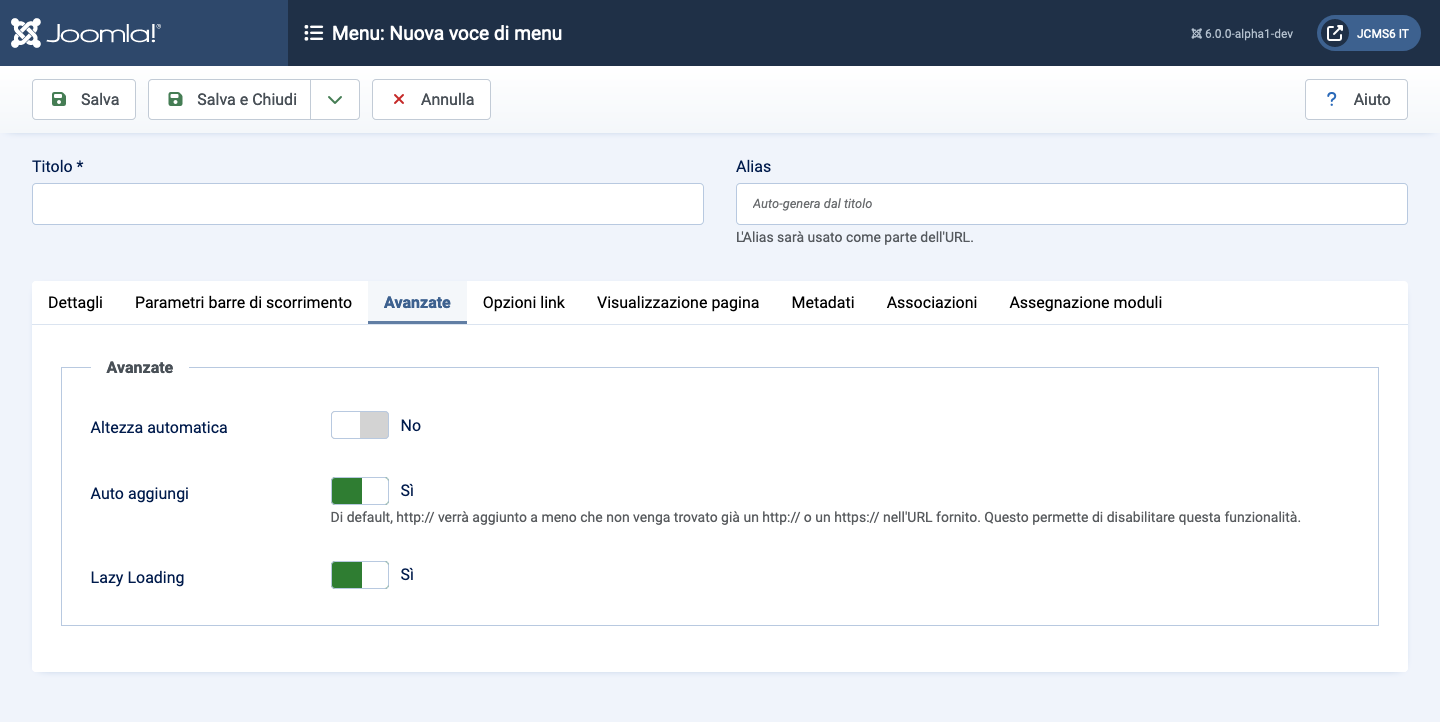 Joomla!®
Menu: Nuova voce di menu
6.0.0-alpha1-dev
JCMS6 IT
Salva
Salva e Chiudi
Annulla
? Aiuto
Titolo *
Alias
Auto-genera dal titolo
L'Alias sarà usato come parte dell'URL.
Dettagli
Parametri barre di scorrimento
Avanzate
Opzioni link
Visualizzazione pagina
Metadati
Associazioni
Assegnazione moduli
Avanzate
Altezza automatica
No
Auto aggiungi
Sì
Di default, http:// verrà aggiunto a meno che non venga trovato già un http:// o un https:// nell'URL fornito. Questo permette di disabilitare questa funzionalità.
Lazy Loading
Sì